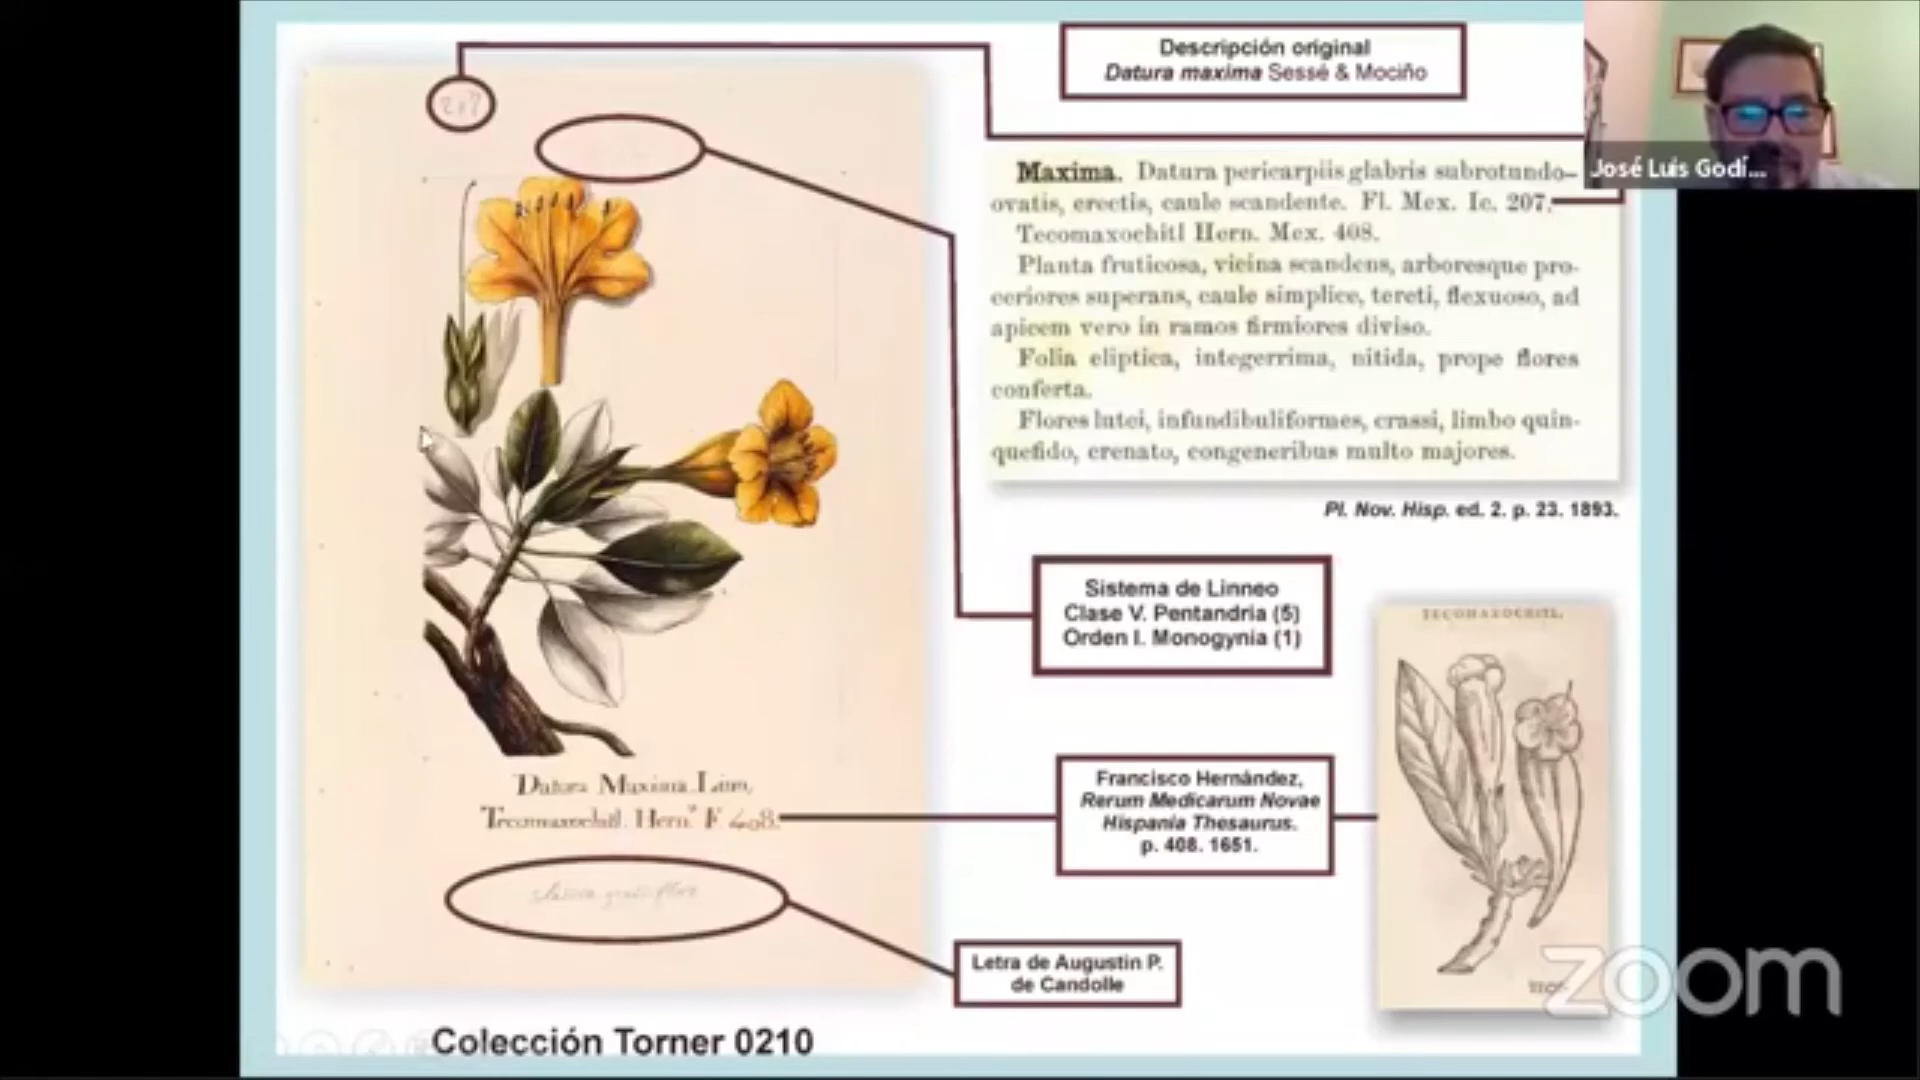 Descripción original
Datura maxima Sessé & Mociño
José Luis Godí...
Maxima. Datura pericarpiis glabris subrotundo-
ovatis, erectis, caule scandente. Fl. Mex. Ic. 207.
Tecomaxochitl Hern. Mex. 408.
Planta fruticosa, vicina scandens, arboresque pro-
ceriores superans, caule simplice, tereti, flexuoso, ad
apicem vero in ramos firmiores diviso.
Folia eliptica, integerrima, nitida, prope flores
conferta.
Flores lutei, infundibuliformes, crassi, limbo quin-
quefido, crenato, congeneribus multo majores.
Pl. Nov. Hisp. ed. 2. p. 23. 1893.
Sistema de Linneo
Clase V. Pentandria (5)
Orden I. Monogynia (1)
TECOMAXOCHITL.
Datura Maxima Linn.
Tecomaxochitl. Hern. F. 408.
Francisco Hernández,
Rerum Medicarum Novae
Hispania Thesaurus.
p. 408. 1651.
Letra de Augustin P.
de Candolle
zoom
Colección Torner 0210